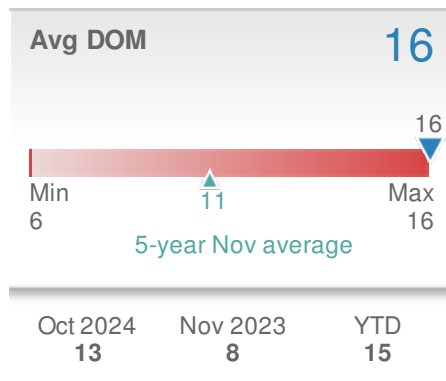 Avg DOM 16
16
Min Max
11
6 16
5-year Nov average
Oct 2024 Nov 2023 YTD
13 8 15